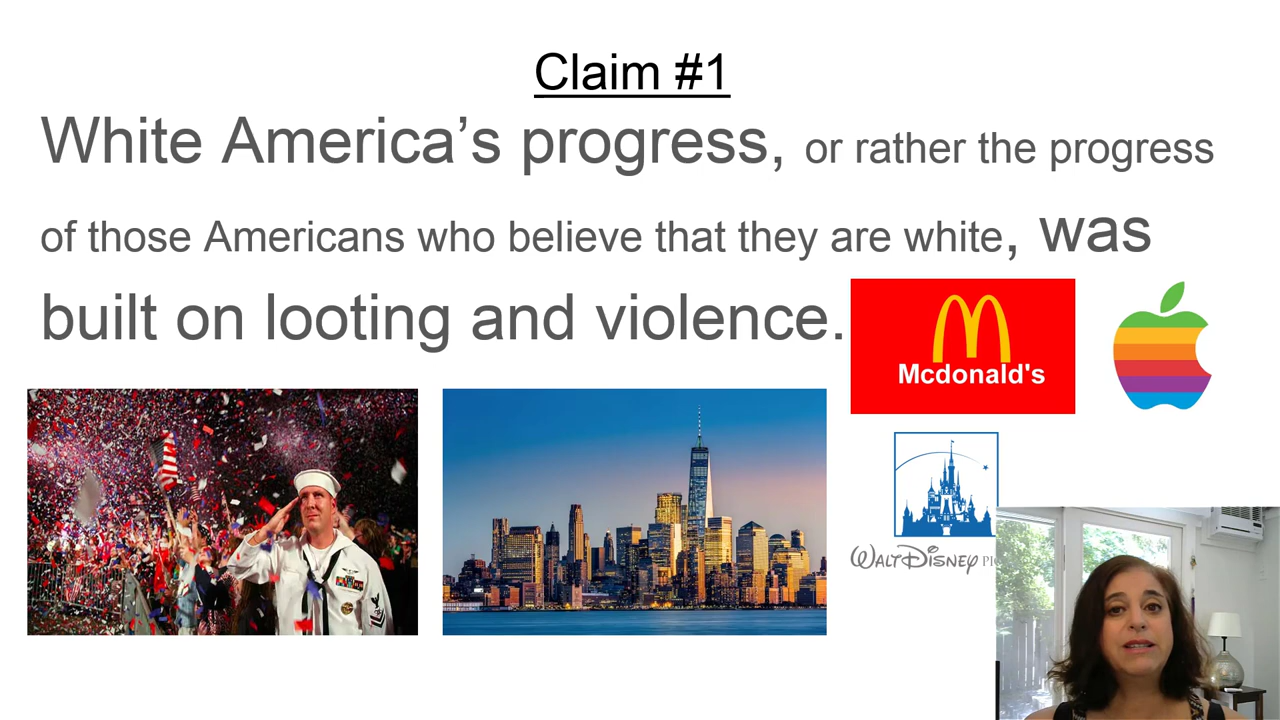 Claim #1
White America’s progress, or rather the progress
of those Americans who believe that they are white, was
built on looting and violence.
Mcdonald's
WALT DISNEY